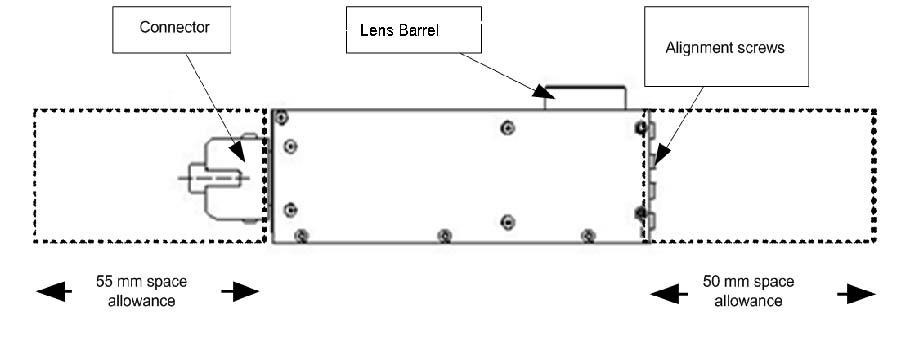 Connector
Lens Barrel
Alignment screws
55 mm space
allowance
50 mm space
allowance